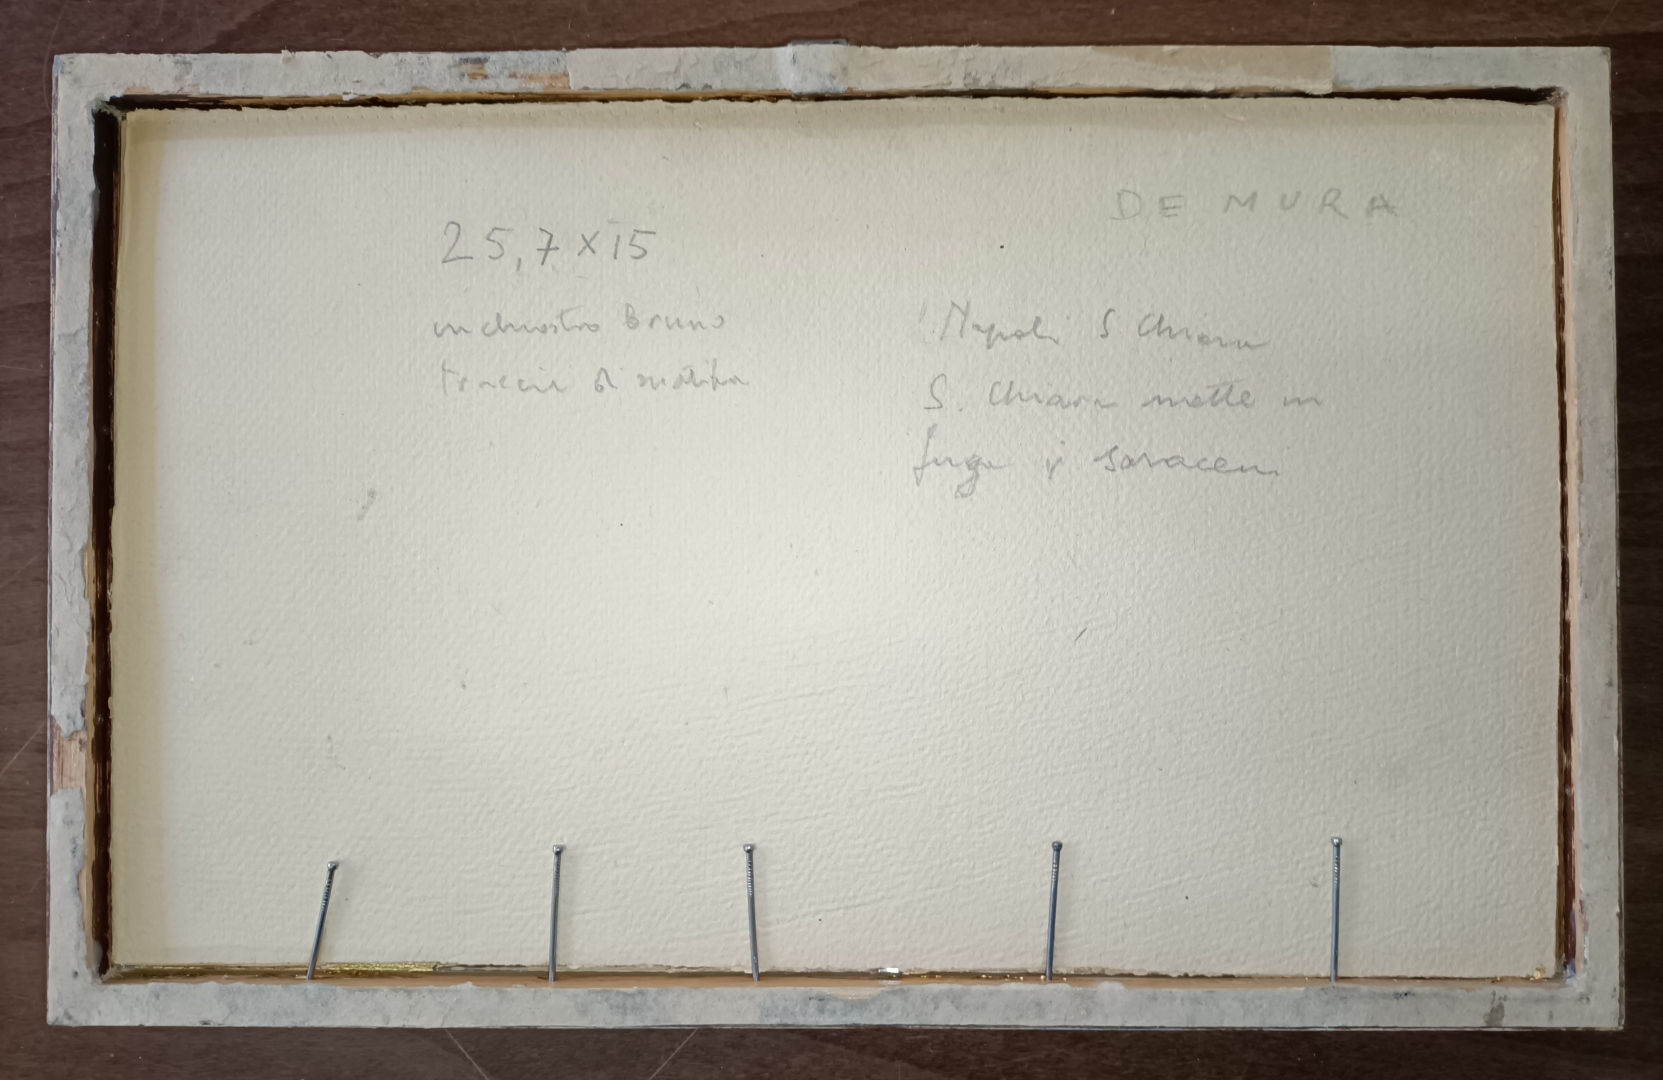 DE MURA
25,7 x 15
inchiostro Bruno
tracce di matita
Napoli S Chiara
S. Chiara mette in
fuga i saraceni